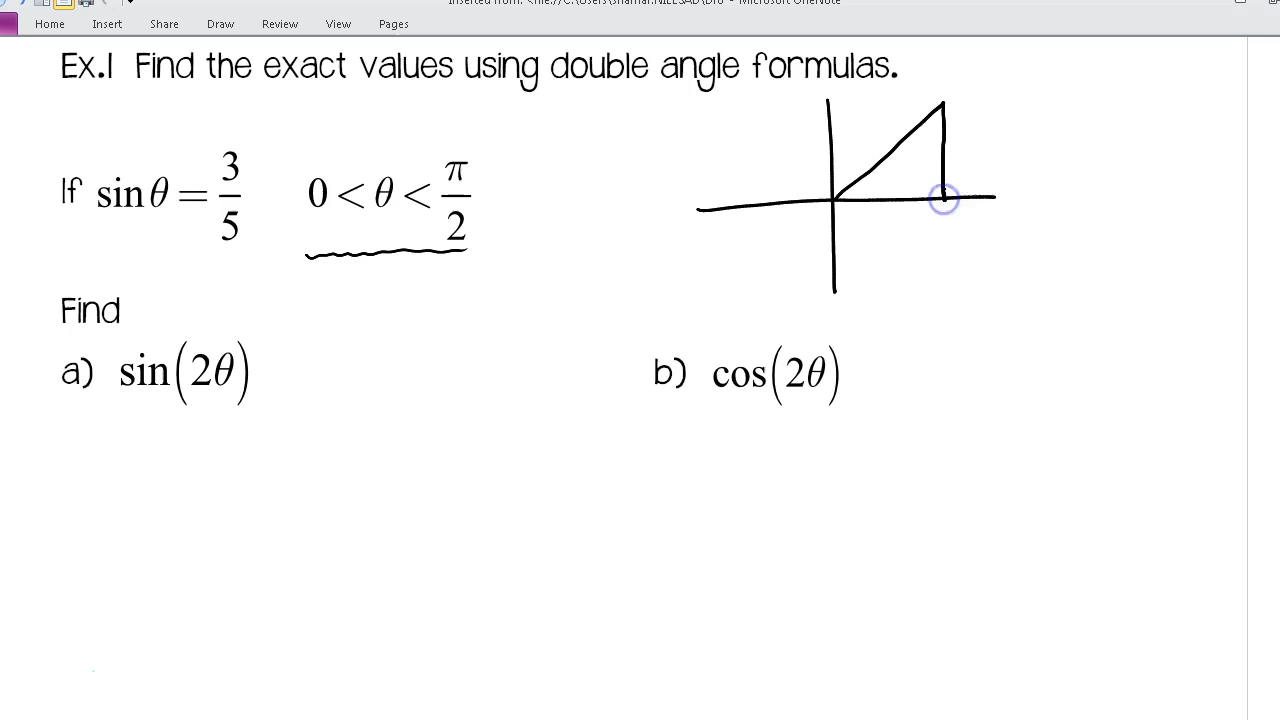 Home Insert Share Draw Review View Pages
Ex.1 Find the exact values using double angle formulas.
If sin θ = 3/5 0 < θ < π/2
Find
a) sin(2θ) b) cos(2θ)